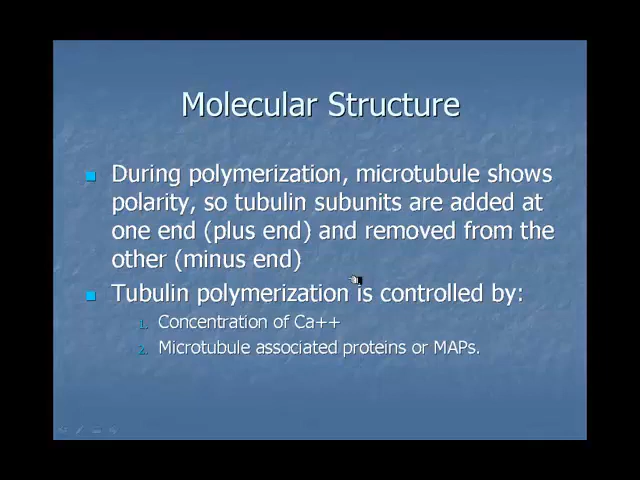 Molecular Structure
During polymerization, microtubule shows
polarity, so tubulin subunits are added at
one end (plus end) and removed from the
other (minus end)
Tubulin polymerization is controlled by:
1. Concentration of Ca++
2. Microtubule associated proteins or MAPs.